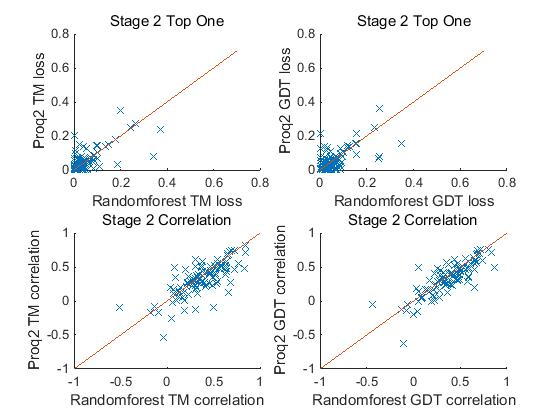 Stage 2 Top One
Proq2 TM loss
0.8
0.6
0.4
0.2
0
0 0.2 0.4 0.6 0.8
Randomforest TM loss
Stage 2 Top One
Proq2 GDT loss
0.8
0.6
0.4
0.2
0
0 0.2 0.4 0.6 0.8
Randomforest GDT loss
Stage 2 Correlation
Proq2 TM correlation
1
0.5
0
-0.5
-1
-1 -0.5 0 0.5 1
Randomforest TM correlation
Stage 2 Correlation
Proq2 GDT correlation
1
0.5
0
-0.5
-1
-1 -0.5 0 0.5 1
Randomforest GDT correlation